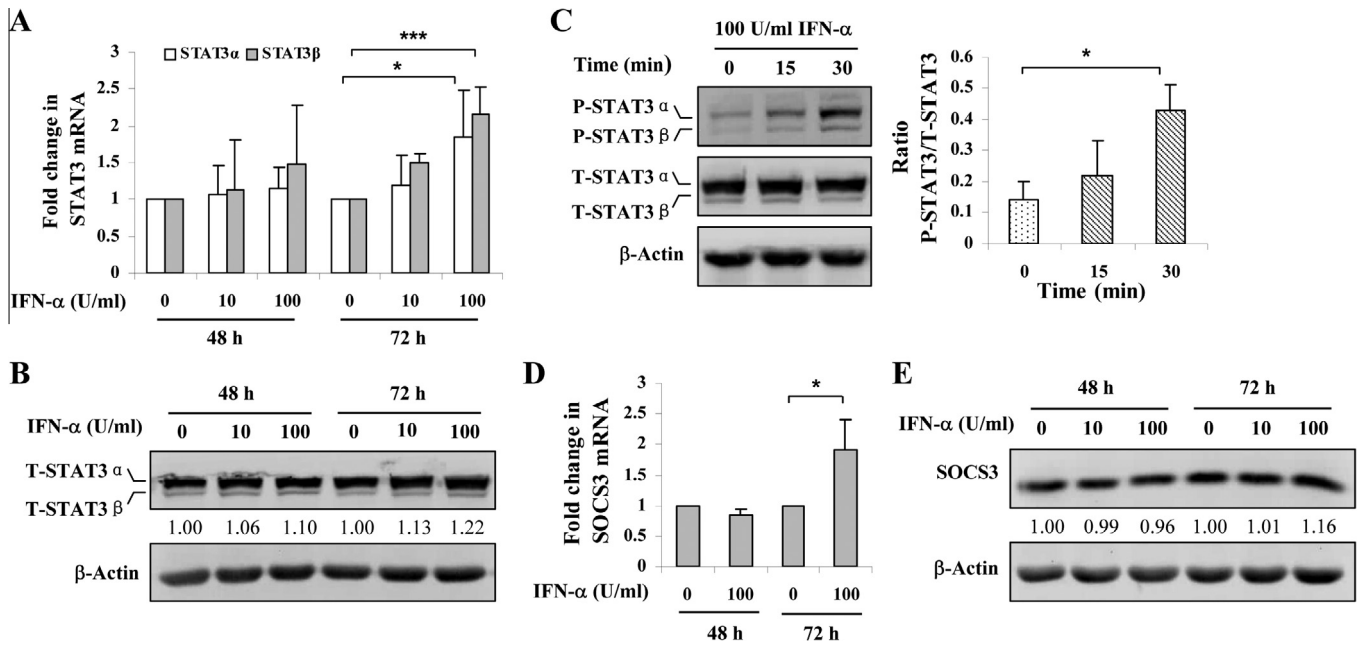 A
STAT3α STAT3β
***
*
Fold change in
STAT3 mRNA
3
2.5
2
1.5
1
0.5
0
0 10 100 0 10 100
IFN-α (U/ml)
48 h 72 h
B
48 h 72 h
IFN-α (U/ml) 0 10 100 0 10 100
T-STAT3 α
T-STAT3 β
1.00 1.06 1.10 1.00 1.13 1.22
β-Actin
C
100 U/ml IFN-α
Time (min) 0 15 30
P-STAT3 α
P-STAT3 β
T-STAT3 α
T-STAT3 β
β-Actin
Ratio
P-STAT3/T-STAT3
0.6
0.5
0.4
0.3
0.2
0.1
0
*
0 15 30
Time (min)
D
Fold change in
SOCS3 mRNA
3
2.5
2
1.5
1
0.5
0
*
IFN-α (U/ml) 0 100 0 100
48 h 72 h
E
48 h 72 h
IFN-α (U/ml) 0 10 100 0 10 100
SOCS3
1.00 0.99 0.96 1.00 1.01 1.16
β-Actin